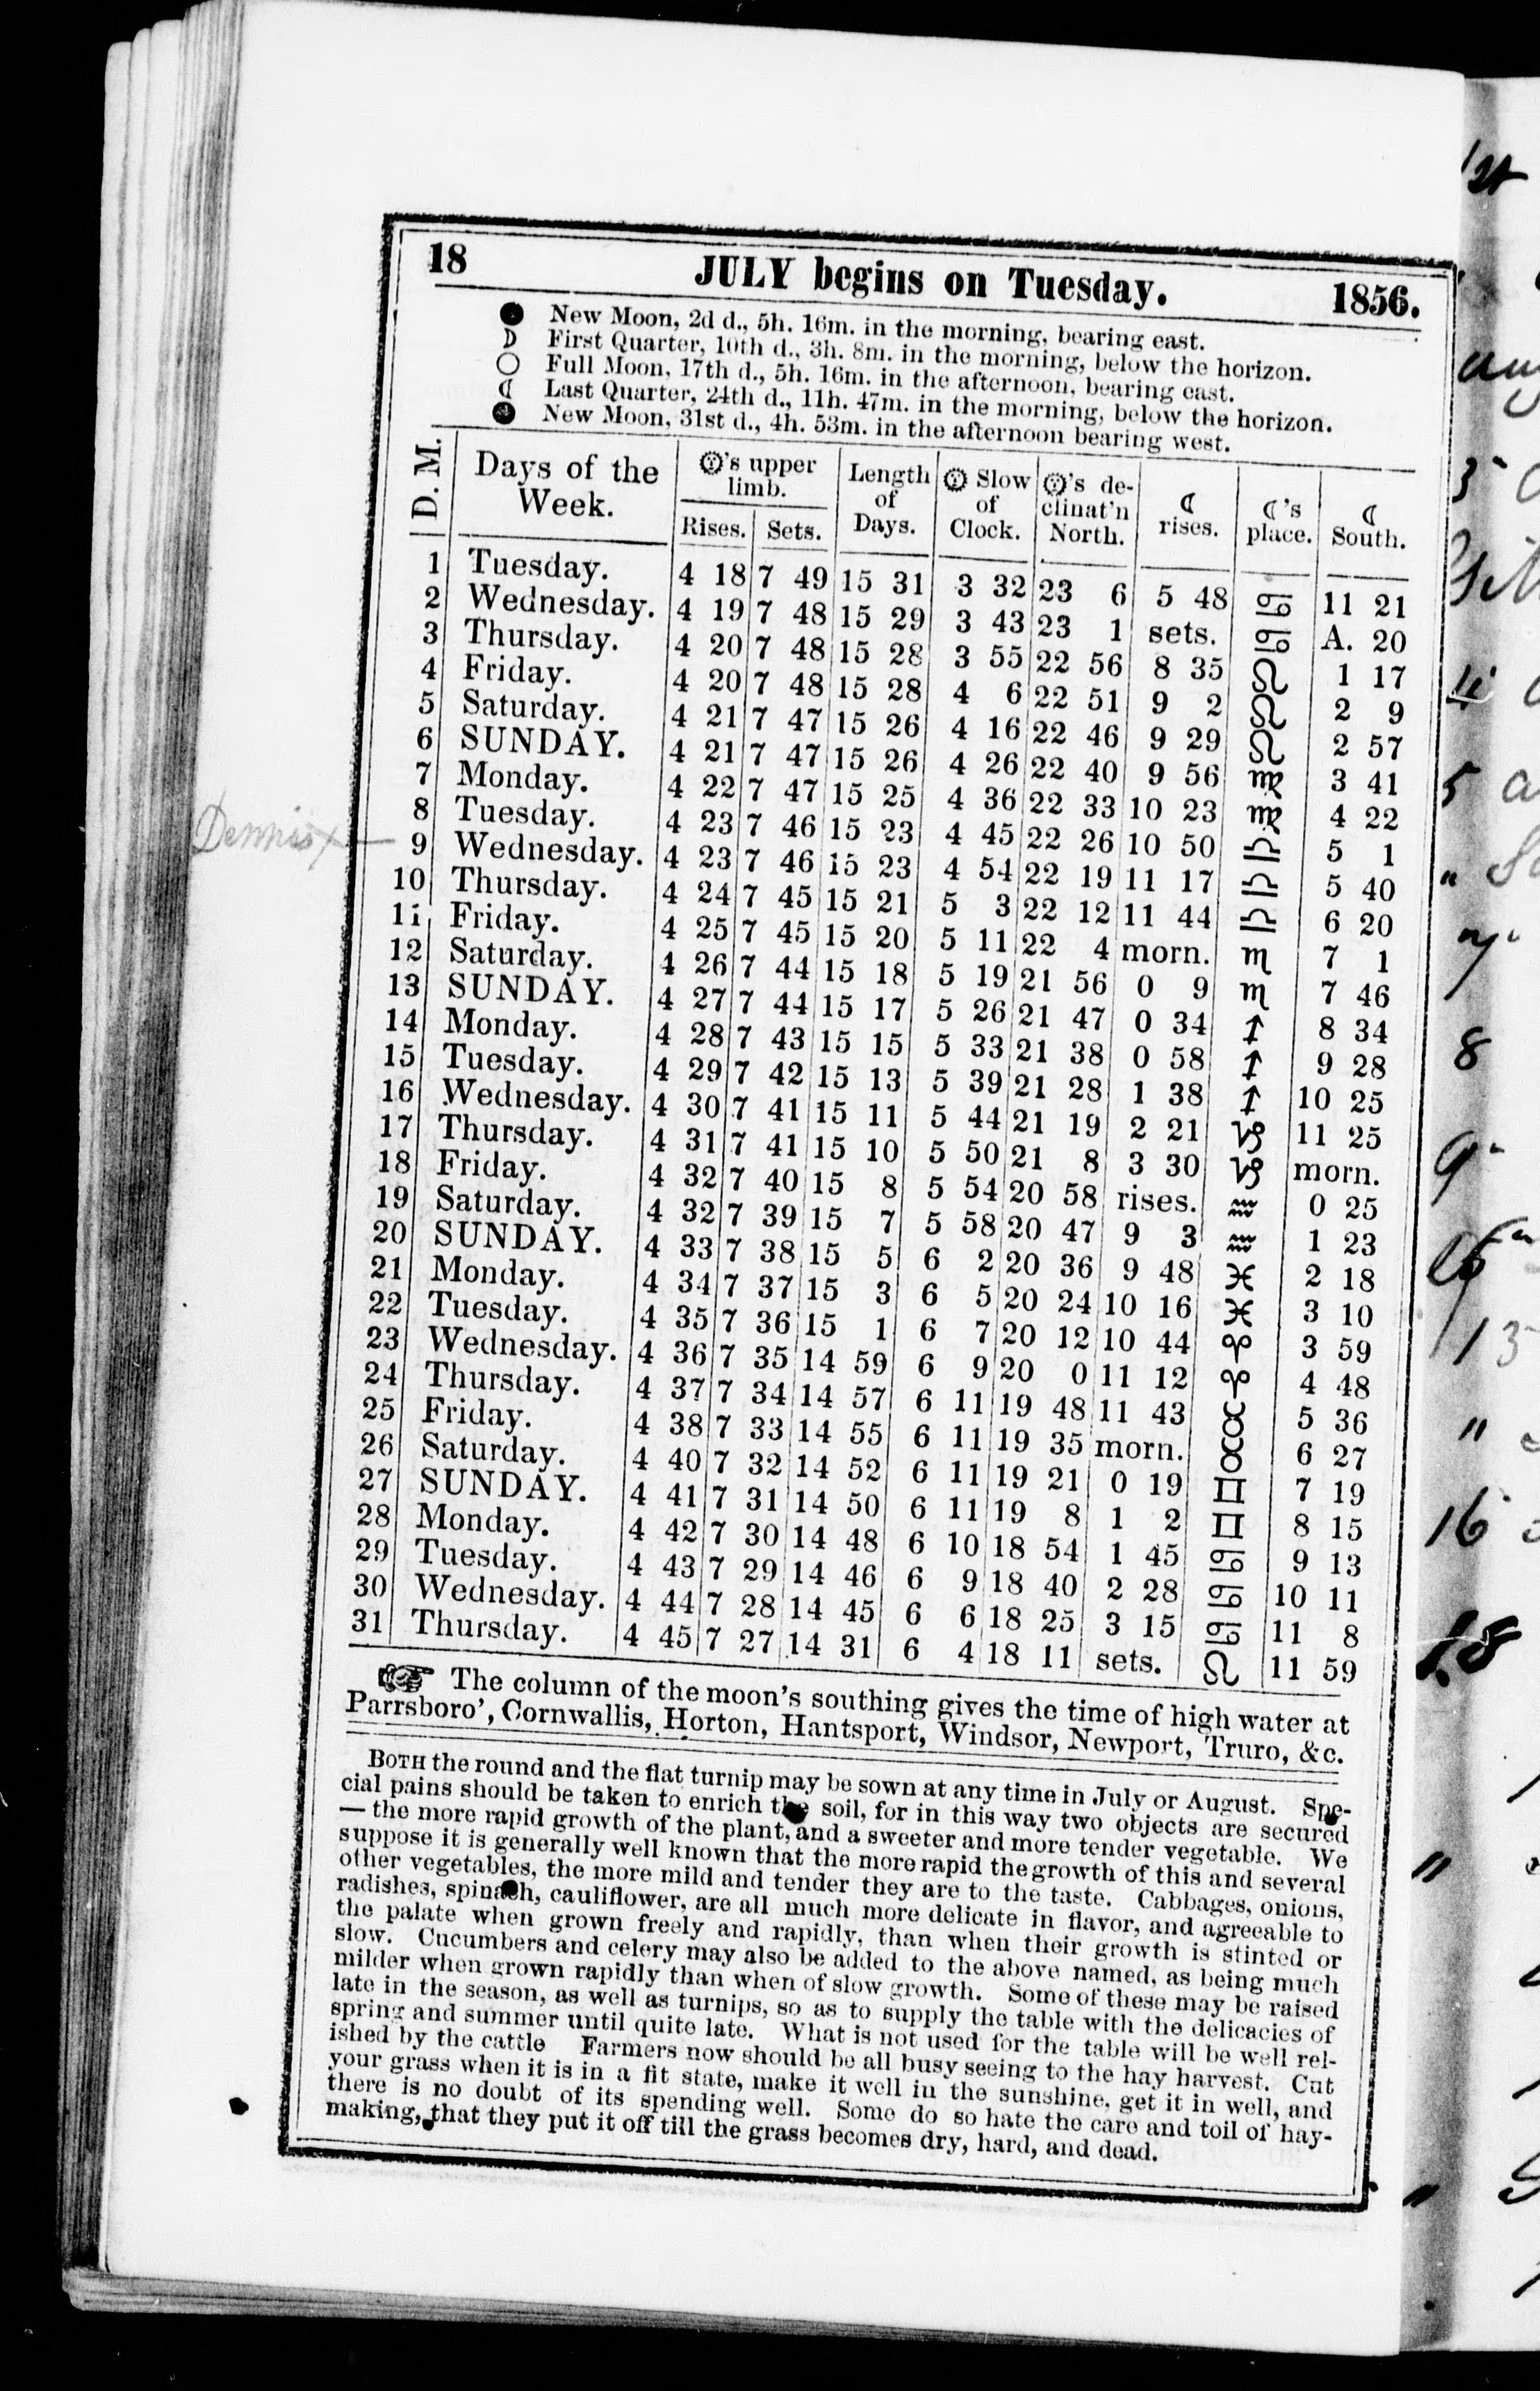 18 JULY begins on Tuesday. 1856.
● New Moon, 2d d., 5h. 16m. in the morning, bearing east.
☽ First Quarter, 10th d., 3h. 8m. in the morning, below the horizon.
○ Full Moon, 17th d., 5h. 16m. in the afternoon, bearing east.
☾ Last Quarter, 24th d., 11h. 47m. in the morning, below the horizon.
● New Moon, 31st d., 4h. 53m. in the afternoon bearing west.
D. M. | Days of the Week. | ☉'s upper limb. Rises. | Sets. | Length of Days. | ☉ Slow of Clock. | ☉'s declinat'n North. | ☾ rises. | ☾'s place. | ☾ South.
1 Tuesday. 4 18 7 49 15 31 3 32 23 6 5 48 ♋ 11 21
2 Wednesday. 4 19 7 48 15 29 3 43 23 1 sets. ♋ A. 20
3 Thursday. 4 20 7 48 15 28 3 55 22 56 8 35 ♌ 1 17
4 Friday. 4 20 7 48 15 28 4 6 22 51 9 2 ♌ 2 9
5 Saturday. 4 21 7 47 15 26 4 16 22 46 9 29 ♌ 2 57
6 SUNDAY. 4 21 7 47 15 26 4 26 22 40 9 56 ♍ 3 41
7 Monday. 4 22 7 47 15 25 4 36 22 33 10 23 ♍ 4 22
8 Tuesday. 4 23 7 46 15 23 4 45 22 26 10 50 ♎ 5 1
Dennis x 9 Wednesday. 4 23 7 46 15 23 4 54 22 19 11 17 ♎ 5 40
10 Thursday. 4 24 7 45 15 21 5 3 22 12 11 44 ♎ 6 20
11 Friday. 4 25 7 45 15 20 5 11 22 4 morn. ♏ 7 1
12 Saturday. 4 26 7 44 15 18 5 19 21 56 0 9 ♏ 7 46
13 SUNDAY. 4 27 7 44 15 17 5 26 21 47 0 34 ♐ 8 34
14 Monday. 4 28 7 43 15 15 5 33 21 38 0 58 ♐ 9 28
15 Tuesday. 4 29 7 42 15 13 5 39 21 28 1 38 ♐ 10 25
16 Wednesday. 4 30 7 41 15 11 5 44 21 19 2 21 ♑ 11 25
17 Thursday. 4 31 7 41 15 10 5 50 21 8 3 30 ♑ morn.
18 Friday. 4 32 7 40 15 8 5 54 20 58 rises. ♒ 0 25
19 Saturday. 4 32 7 39 15 7 5 58 20 47 9 3 ♒ 1 23
20 SUNDAY. 4 33 7 38 15 5 6 2 20 36 9 48 ♓ 2 18
21 Monday. 4 34 7 37 15 3 6 5 20 24 10 16 ♓ 3 10
22 Tuesday. 4 35 7 36 15 1 6 7 20 12 10 44 ♈ 3 59
23 Wednesday. 4 36 7 35 14 59 6 9 20 0 11 12 ♈ 4 48
24 Thursday. 4 37 7 34 14 57 6 11 19 48 11 43 ♉ 5 36
25 Friday. 4 38 7 33 14 55 6 11 19 35 morn. ♉ 6 27
26 Saturday. 4 40 7 32 14 52 6 11 19 21 0 19 ♊ 7 19
27 SUNDAY. 4 41 7 31 14 50 6 11 19 8 1 2 ♊ 8 15
28 Monday. 4 42 7 30 14 48 6 10 18 54 1 45 ♋ 9 13
29 Tuesday. 4 43 7 29 14 46 6 9 18 40 2 28 ♋ 10 11
30 Wednesday. 4 44 7 28 14 45 6 6 18 25 3 15 ♋ 11 8
31 Thursday. 4 45 7 27 14 31 6 4 18 11 sets. ♌ 11 59
☞ The column of the moon's southing gives the time of high water at
Parrsboro', Cornwallis, Horton, Hantsport, Windsor, Newport, Truro, &c.
BOTH the round and the flat turnip may be sown at any time in July or August. Spe-
cial pains should be taken to enrich the soil, for in this way two objects are secured
— the more rapid growth of the plant, and a sweeter and more tender vegetable. We
suppose it is generally well known that the more rapid the growth of this and several
other vegetables, the more mild and tender they are to the taste. Cabbages, onions,
radishes, spinach, cauliflower, are all much more delicate in flavor, and agreeable to
the palate when grown freely and rapidly, than when their growth is stinted or
slow. Cucumbers and celery may also be added to the above named, as being much
milder when grown rapidly than when of slow growth. Some of these may be raised
late in the season, as well as turnips, so as to supply the table with the delicacies of
spring and summer until quite late. What is not used for the table will be well rel-
ished by the cattle Farmers now should be all busy seeing to the hay harvest. Cut
your grass when it is in a fit state, make it well in the sunshine, get it in well, and
there is no doubt of its spending well. Some do so hate the care and toil of hay-
making, that they put it off till the grass becomes dry, hard, and dead.
1st
3
5
8
9
13
16
18